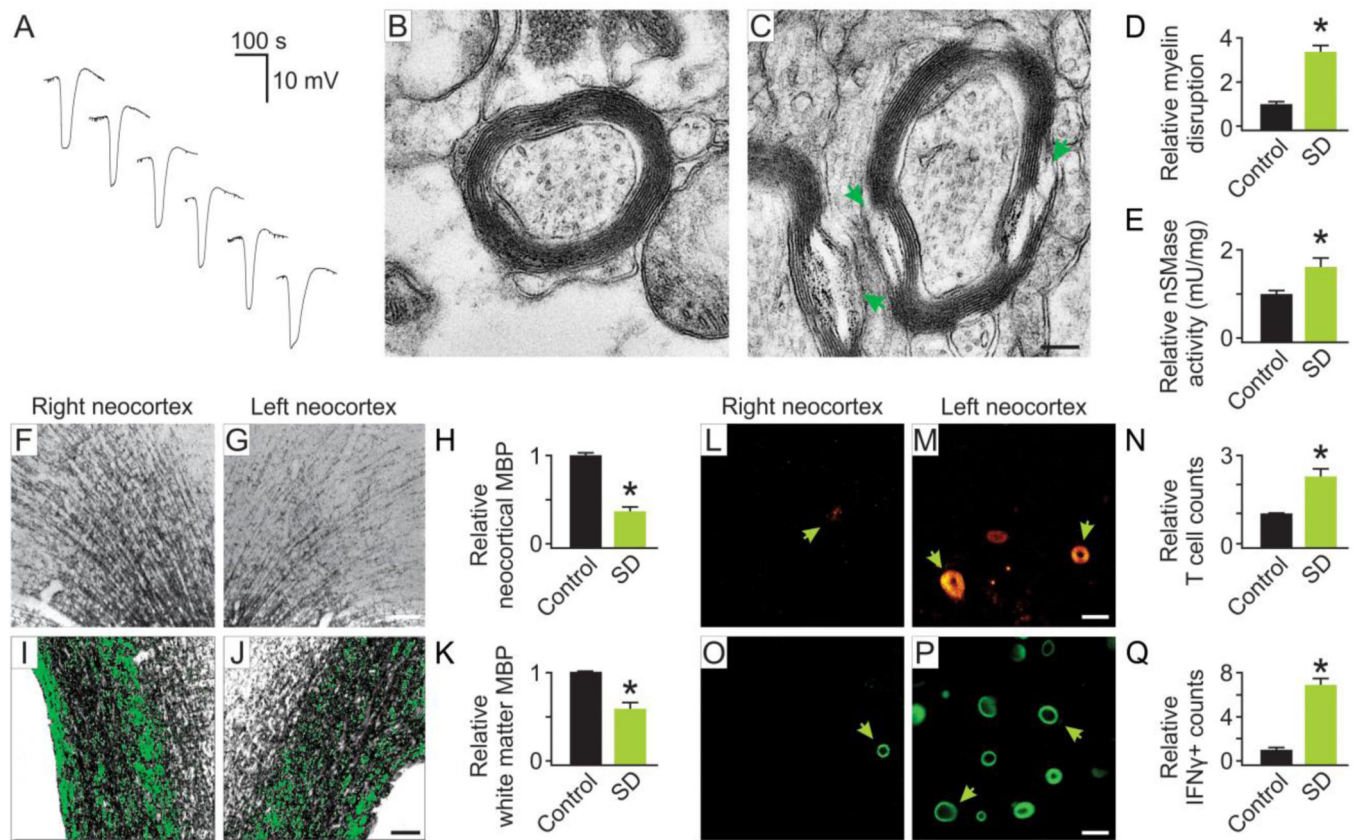 A
100 s
10 mV
B
C
D
Relative myelin
disruption
4
2
0
*
Control
SD
E
Relative nSMase
activity (mU/mg)
2
1
0
*
Control
SD
Right neocortex
Left neocortex
F
G
H
Relative
neocortical MBP
1
0
*
Control
SD
I
J
K
Relative
white matter MBP
1
0
*
Control
SD
Right neocortex
Left neocortex
L
M
N
Relative
T cell counts
3
0
*
Control
SD
O
P
Q
Relative
IFNγ+ counts
8
4
0
*
Control
SD